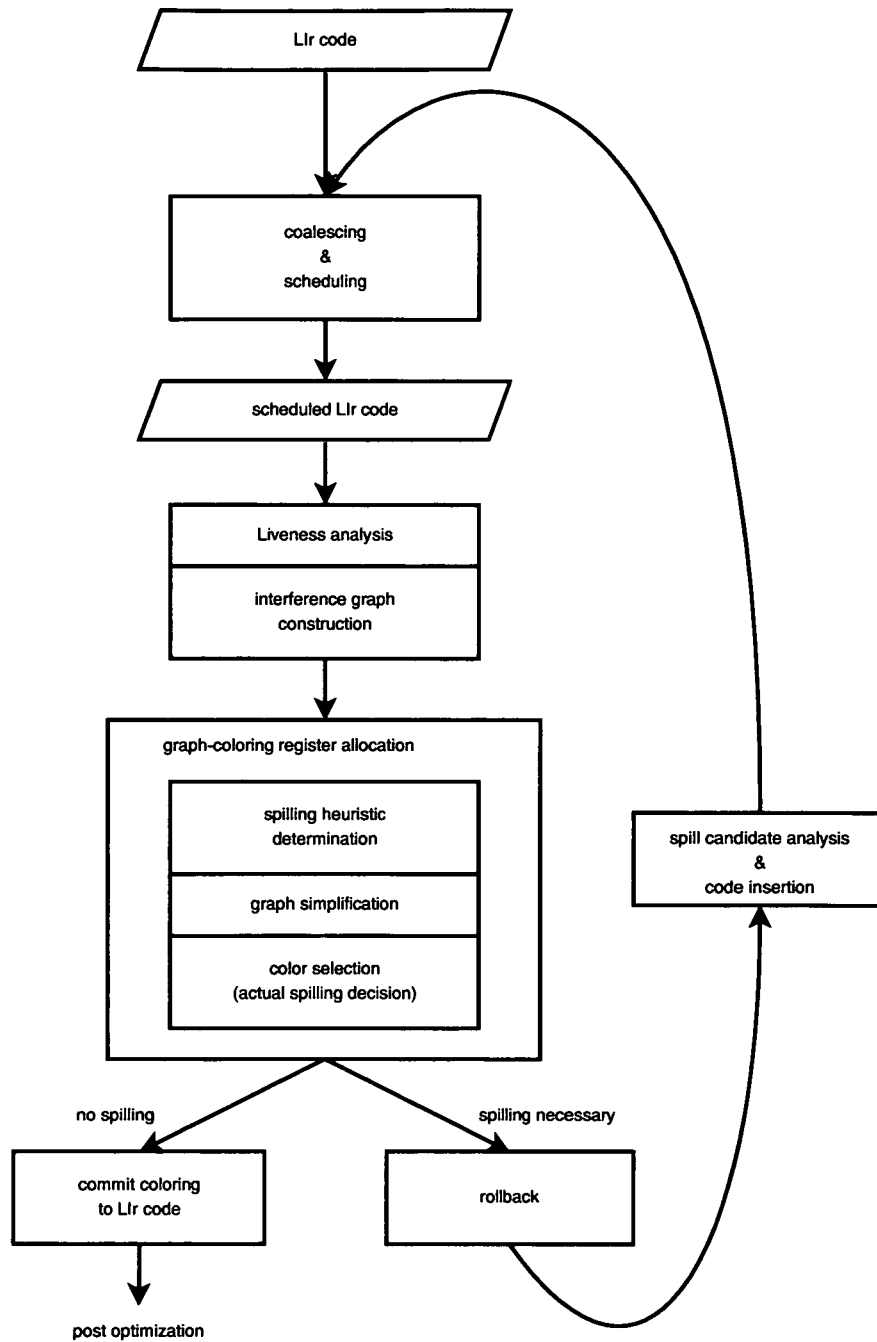 LIr code
coalescing
&
scheduling
scheduled LIr code
Liveness analysis
interference graph
construction
graph-coloring register allocation
spilling heuristic
determination
graph simplification
color selection
(actual spilling decision)
spill candidate analysis
&
code insertion
no spilling
spilling necessary
commit coloring
to LIr code
rollback
post optimization